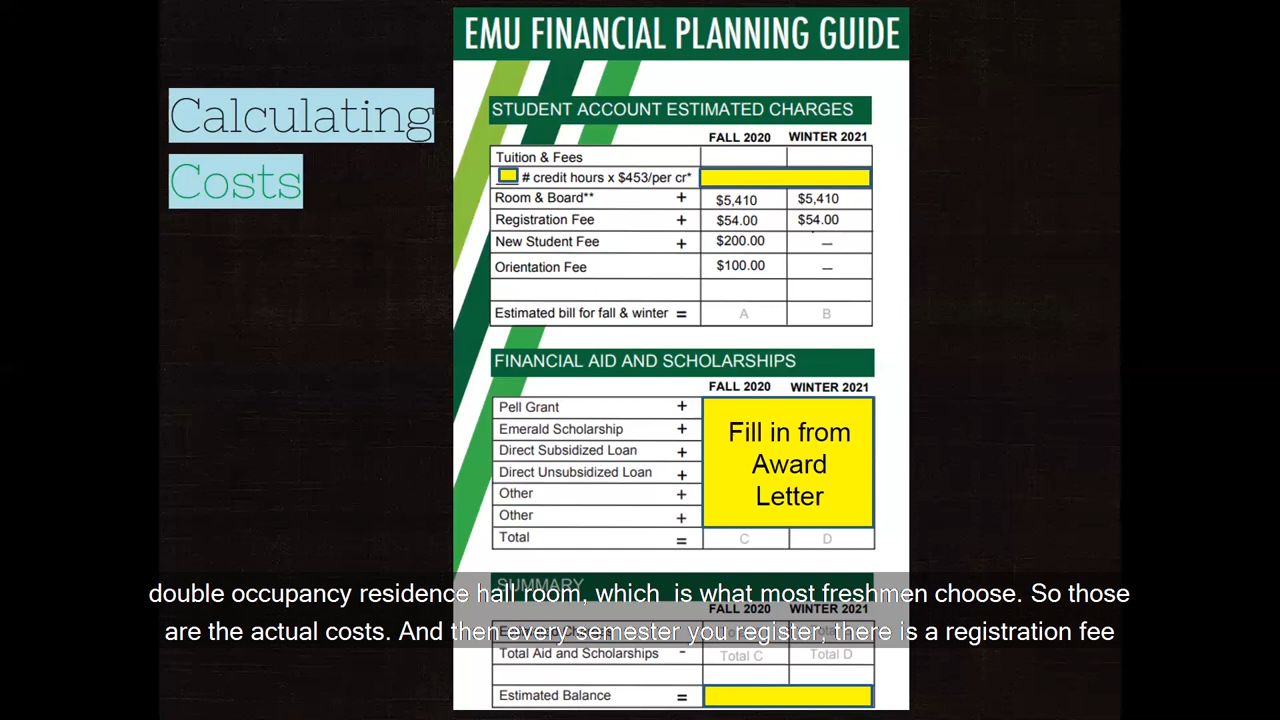 EMU FINANCIAL PLANNING GUIDE
Calculating
Costs
STUDENT ACCOUNT ESTIMATED CHARGES
FALL 2020 WINTER 2021
Tuition & Fees
# credit hours x $453/per cr*
Room & Board** + $5,410 $5,410
Registration Fee + $54.00 $54.00
New Student Fee + $200.00 –
Orientation Fee $100.00 –
Estimated bill for fall & winter = A B
FINANCIAL AID AND SCHOLARSHIPS
FALL 2020 WINTER 2021
Pell Grant +
Emerald Scholarship +
Direct Subsidized Loan +
Direct Unsubsidized Loan +
Other +
Other +
Total = C D
Fill in from
Award
Letter
SUMMARY
double occupancy residence hall room, which is what most freshmen choose. So those
FALL 2020 WINTER 2021
are the actual costs. And then every semester you register, there is a registration fee
Total Aid and Scholarships - Total C Total D
Estimated Balance =